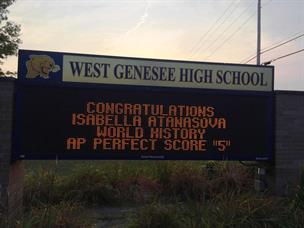 WEST GENESEE HIGH SCHOOL
CONGRATULATIONS
ISABELLA ATANASOVA
WORLD HISTORY
AP PERFECT SCORE "5"